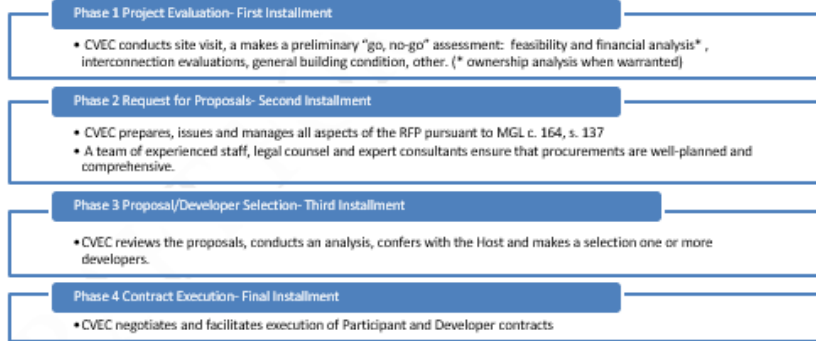 Phase 1 Project Evaluation- First Installment
• CVEC conducts site visit, a makes a preliminary “go, no-go” assessment: feasibility and financial analysis* ,
interconnection evaluations, general building condition, other. (* ownership analysis when warranted)
Phase 2 Request for Proposals- Second Installment
• CVEC prepares, issues and manages all aspects of the RFP pursuant to MGL c. 164, s. 137
• A team of experienced staff, legal counsel and expert consultants ensure that procurements are well-planned and
comprehensive.
Phase 3 Proposal/Developer Selection- Third Installment
•CVEC reviews the proposals, conducts an analysis, confers with the Host and makes a selection one or more
developers.
Phase 4 Contract Execution- Final Installment
•CVEC negotiates and facilitates execution of Participant and Developer contracts